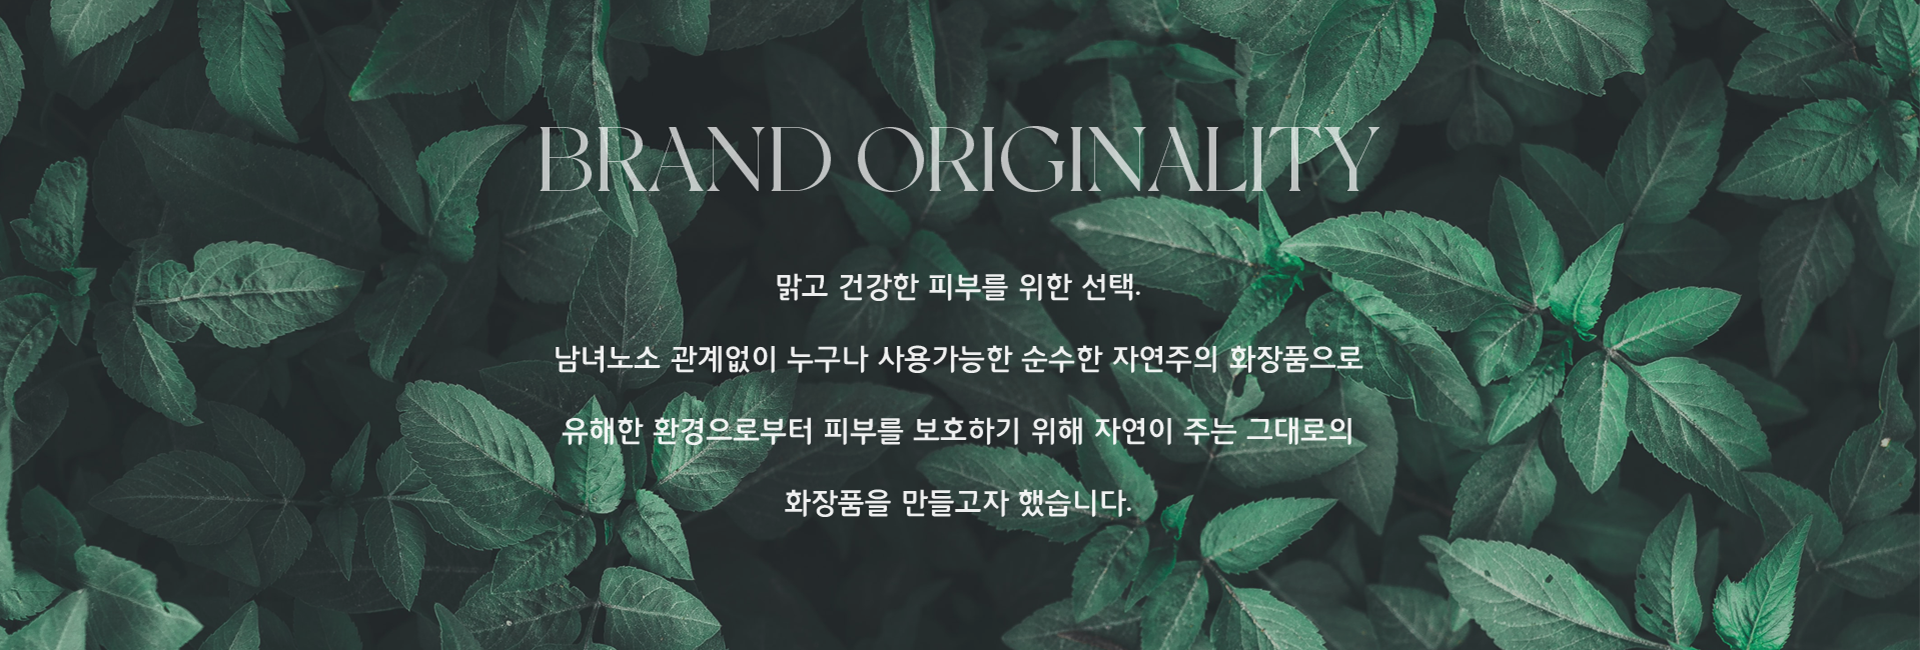 BRAND ORIGINALITY
맑고 건강한 피부를 위한 선택.
남녀노소 관계없이 누구나 사용가능한 순수한 자연주의 화장품으로
유해한 환경으로부터 피부를 보호하기 위해 자연이 주는 그대로의
화장품을 만들고자 했습니다.